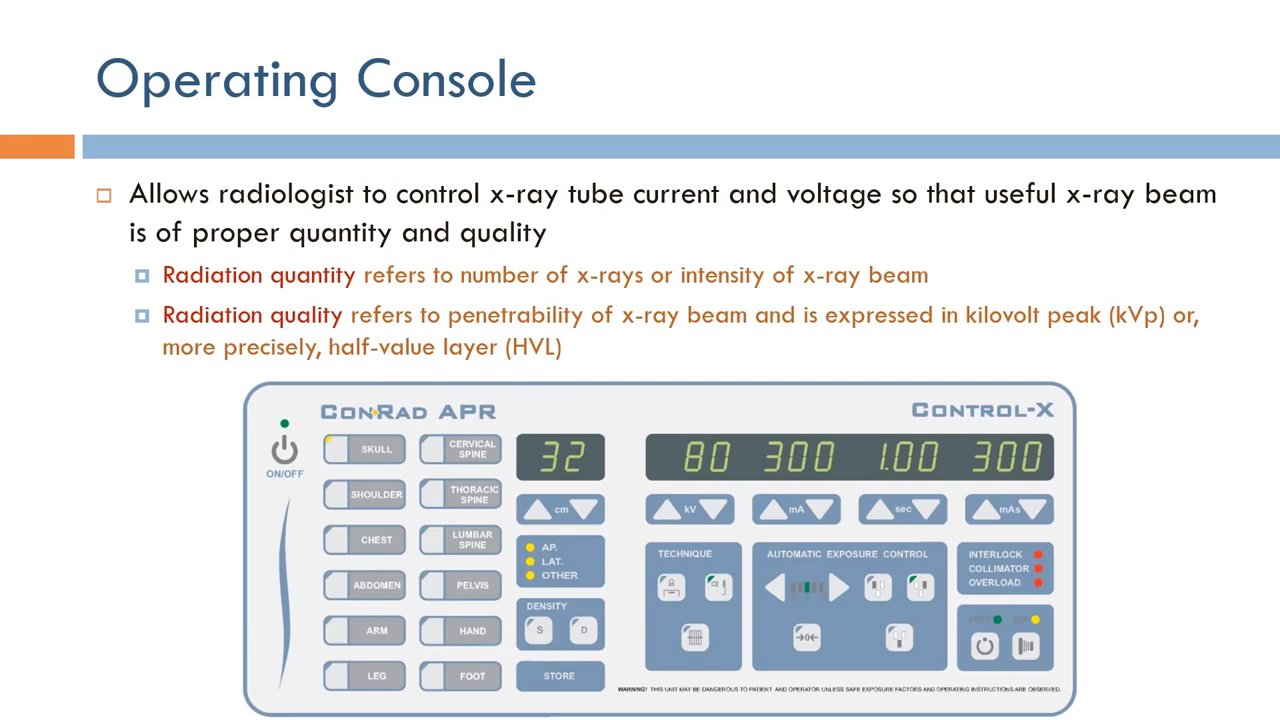 Operating Console
Allows radiologist to control x-ray tube current and voltage so that useful x-ray beam
is of proper quantity and quality
Radiation quantity refers to number of x-rays or intensity of x-ray beam
Radiation quality refers to penetrability of x-ray beam and is expressed in kilovolt peak (kVp) or,
more precisely, half-value layer (HVL)
CONRAD APR
CONTROL-X
ON/OFF
SKULL
CERVICAL
SPINE
SHOULDER
THORACIC
SPINE
CHEST
LUMBAR
SPINE
ABDOMEN
PELVIS
ARM
HAND
LEG
FOOT
32
cm
AP.
LAT.
OTHER
DENSITY
S D
STORE
80 300 1.00 300
kV mA sec mAs
TECHNIQUE
AUTOMATIC EXPOSURE CONTROL
→0←
INTERLOCK
COLLIMATOR
OVERLOAD
PREP EXP
WARNING! THIS UNIT MAY BE DANGEROUS TO PATIENT AND OPERATOR UNLESS SAFE EXPOSURE FACTORS AND OPERATING INSTRUCTIONS ARE OBSERVED.